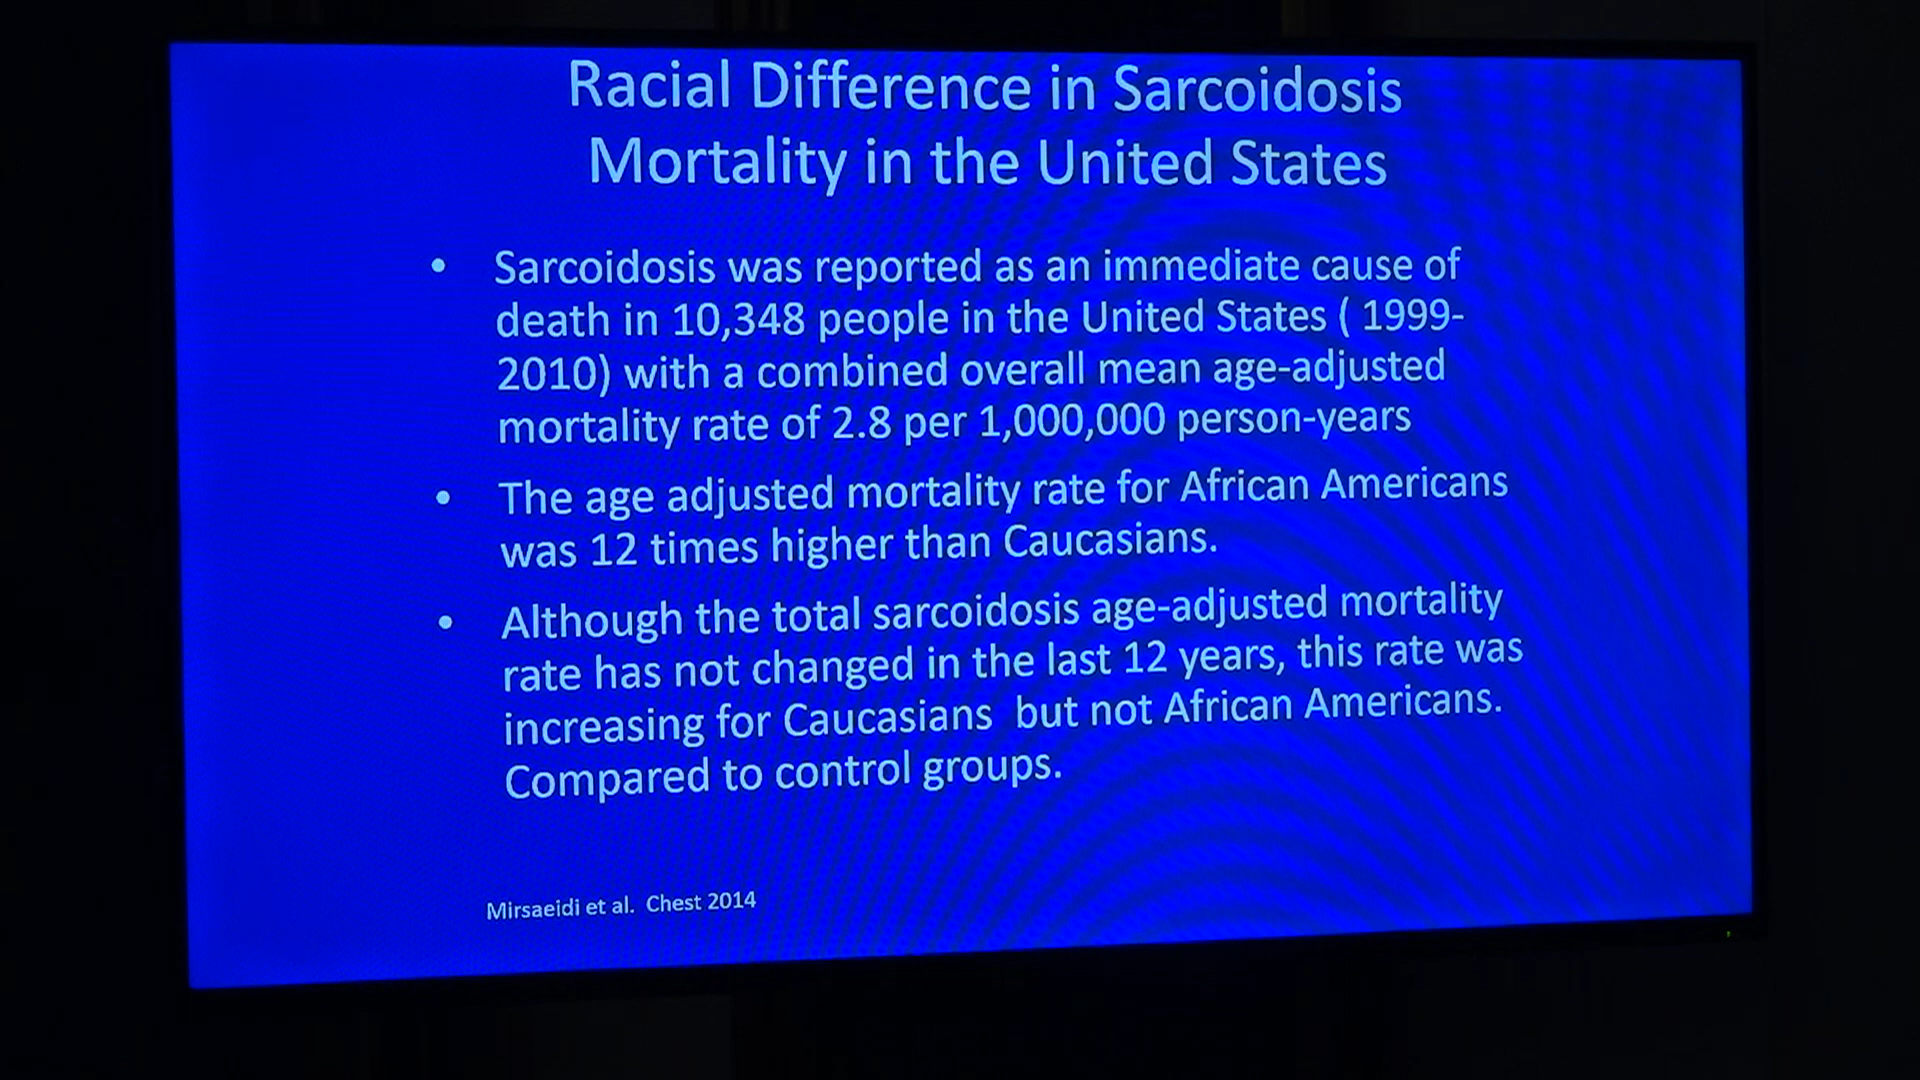 Racial Difference in Sarcoidosis
Mortality in the United States
• Sarcoidosis was reported as an immediate cause of
death in 10,348 people in the United States ( 1999-
2010) with a combined overall mean age-adjusted
mortality rate of 2.8 per 1,000,000 person-years
• The age adjusted mortality rate for African Americans
was 12 times higher than Caucasians.
• Although the total sarcoidosis age-adjusted mortality
rate has not changed in the last 12 years, this rate was
increasing for Caucasians  but not African Americans.
Compared to control groups.
Mirsaeidi et al.  Chest 2014